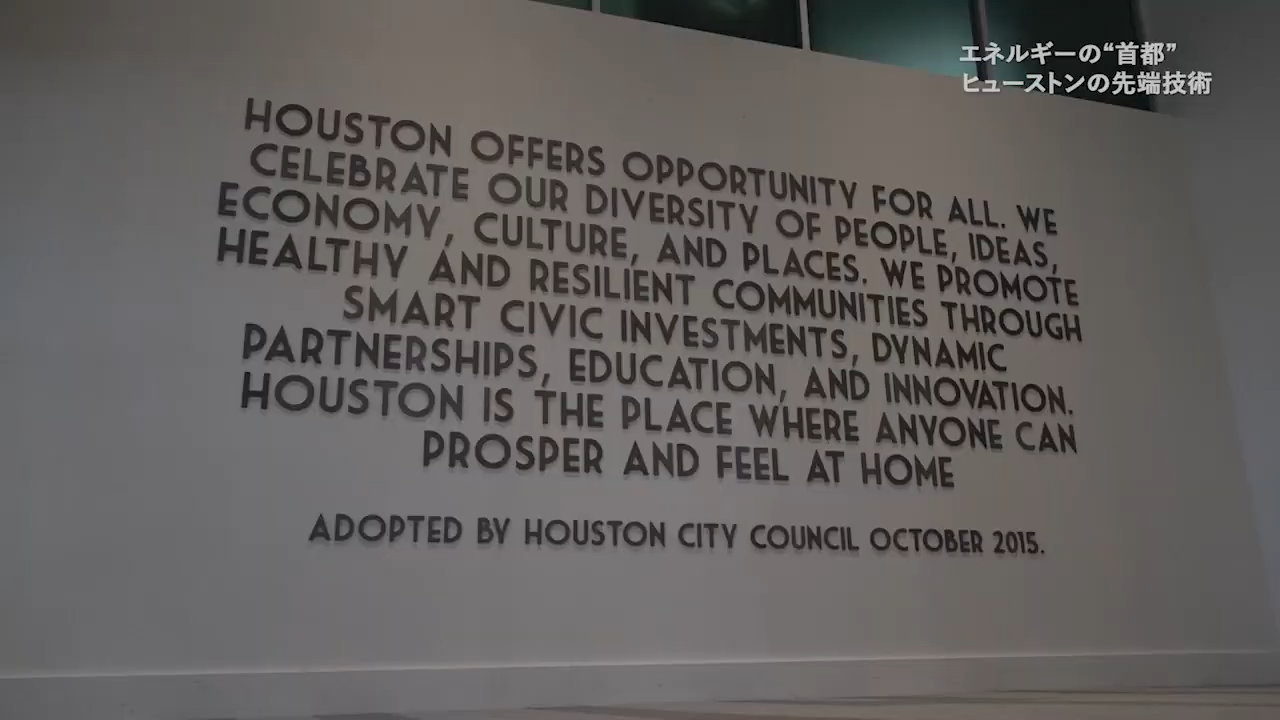 エネルギーの“首都”
ヒューストンの先端技術
HOUSTON OFFERS OPPORTUNITY FOR ALL. WE
CELEBRATE OUR DIVERSITY OF PEOPLE, IDEAS,
ECONOMY, CULTURE, AND PLACES. WE PROMOTE
HEALTHY AND RESILIENT COMMUNITIES THROUGH
SMART CIVIC INVESTMENTS, DYNAMIC
PARTNERSHIPS, EDUCATION, AND INNOVATION.
HOUSTON IS THE PLACE WHERE ANYONE CAN
PROSPER AND FEEL AT HOME
ADOPTED BY HOUSTON CITY COUNCIL OCTOBER 2015.